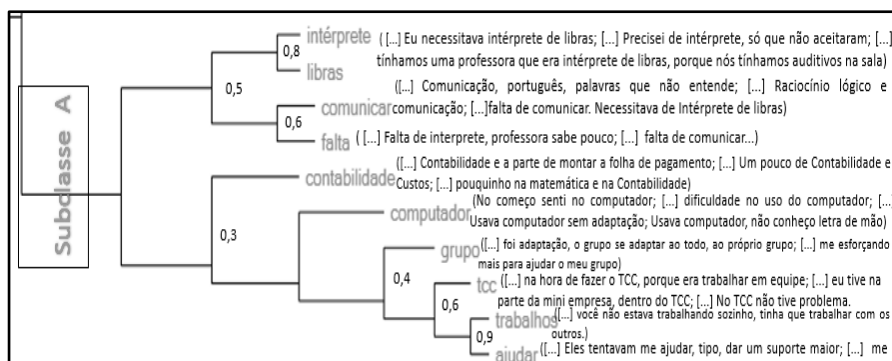 intérprete ( [...] Eu necessitava intérprete de libras; [...] Precisei de intérprete, só que não aceitaram; [...]
0,8 tínhamos uma professora que era intérprete de libras, porque nós tínhamos auditivos na sala)
libras
0,5 ([...] Comunicação, português, palavras que não entende; [...] Raciocínio lógico e
comunicar comunicação; [...]falta de comunicar. Necessitava de Intérprete de libras)
0,6
falta ( [...] Falta de interprete, professora sabe pouco; [...] falta de comunicar...)
Subclasse A
([...] Contabilidade e a parte de montar a folha de pagamento; [...] Um pouco de Contabilidade e
contabilidade Custos; [...] pouquinho na matemática e na Contabilidade)
(No começo senti no computador; [...] dificuldade no uso do computador; [...
computador Usava computador sem adaptação; Usava computador, não conheço letra de mão)
0,3
grupo ([...] foi adaptação, o grupo se adaptar ao todo, ao próprio grupo; [...] me esforçando
mais para ajudar o meu grupo)
0,4
tcc ([...] na hora de fazer o TCC, porque era trabalhar em equipe; [...] eu tive na
parte da mini empresa, dentro do TCC; [...] No TCC não tive problema.
0,6
trabalhos ([...] você não estava trabalhando sozinho, tinha que trabalhar com os
outros.)
0,9
ajudar ([...] Eles tentavam me ajudar, tipo, dar um suporte maior; [...] me